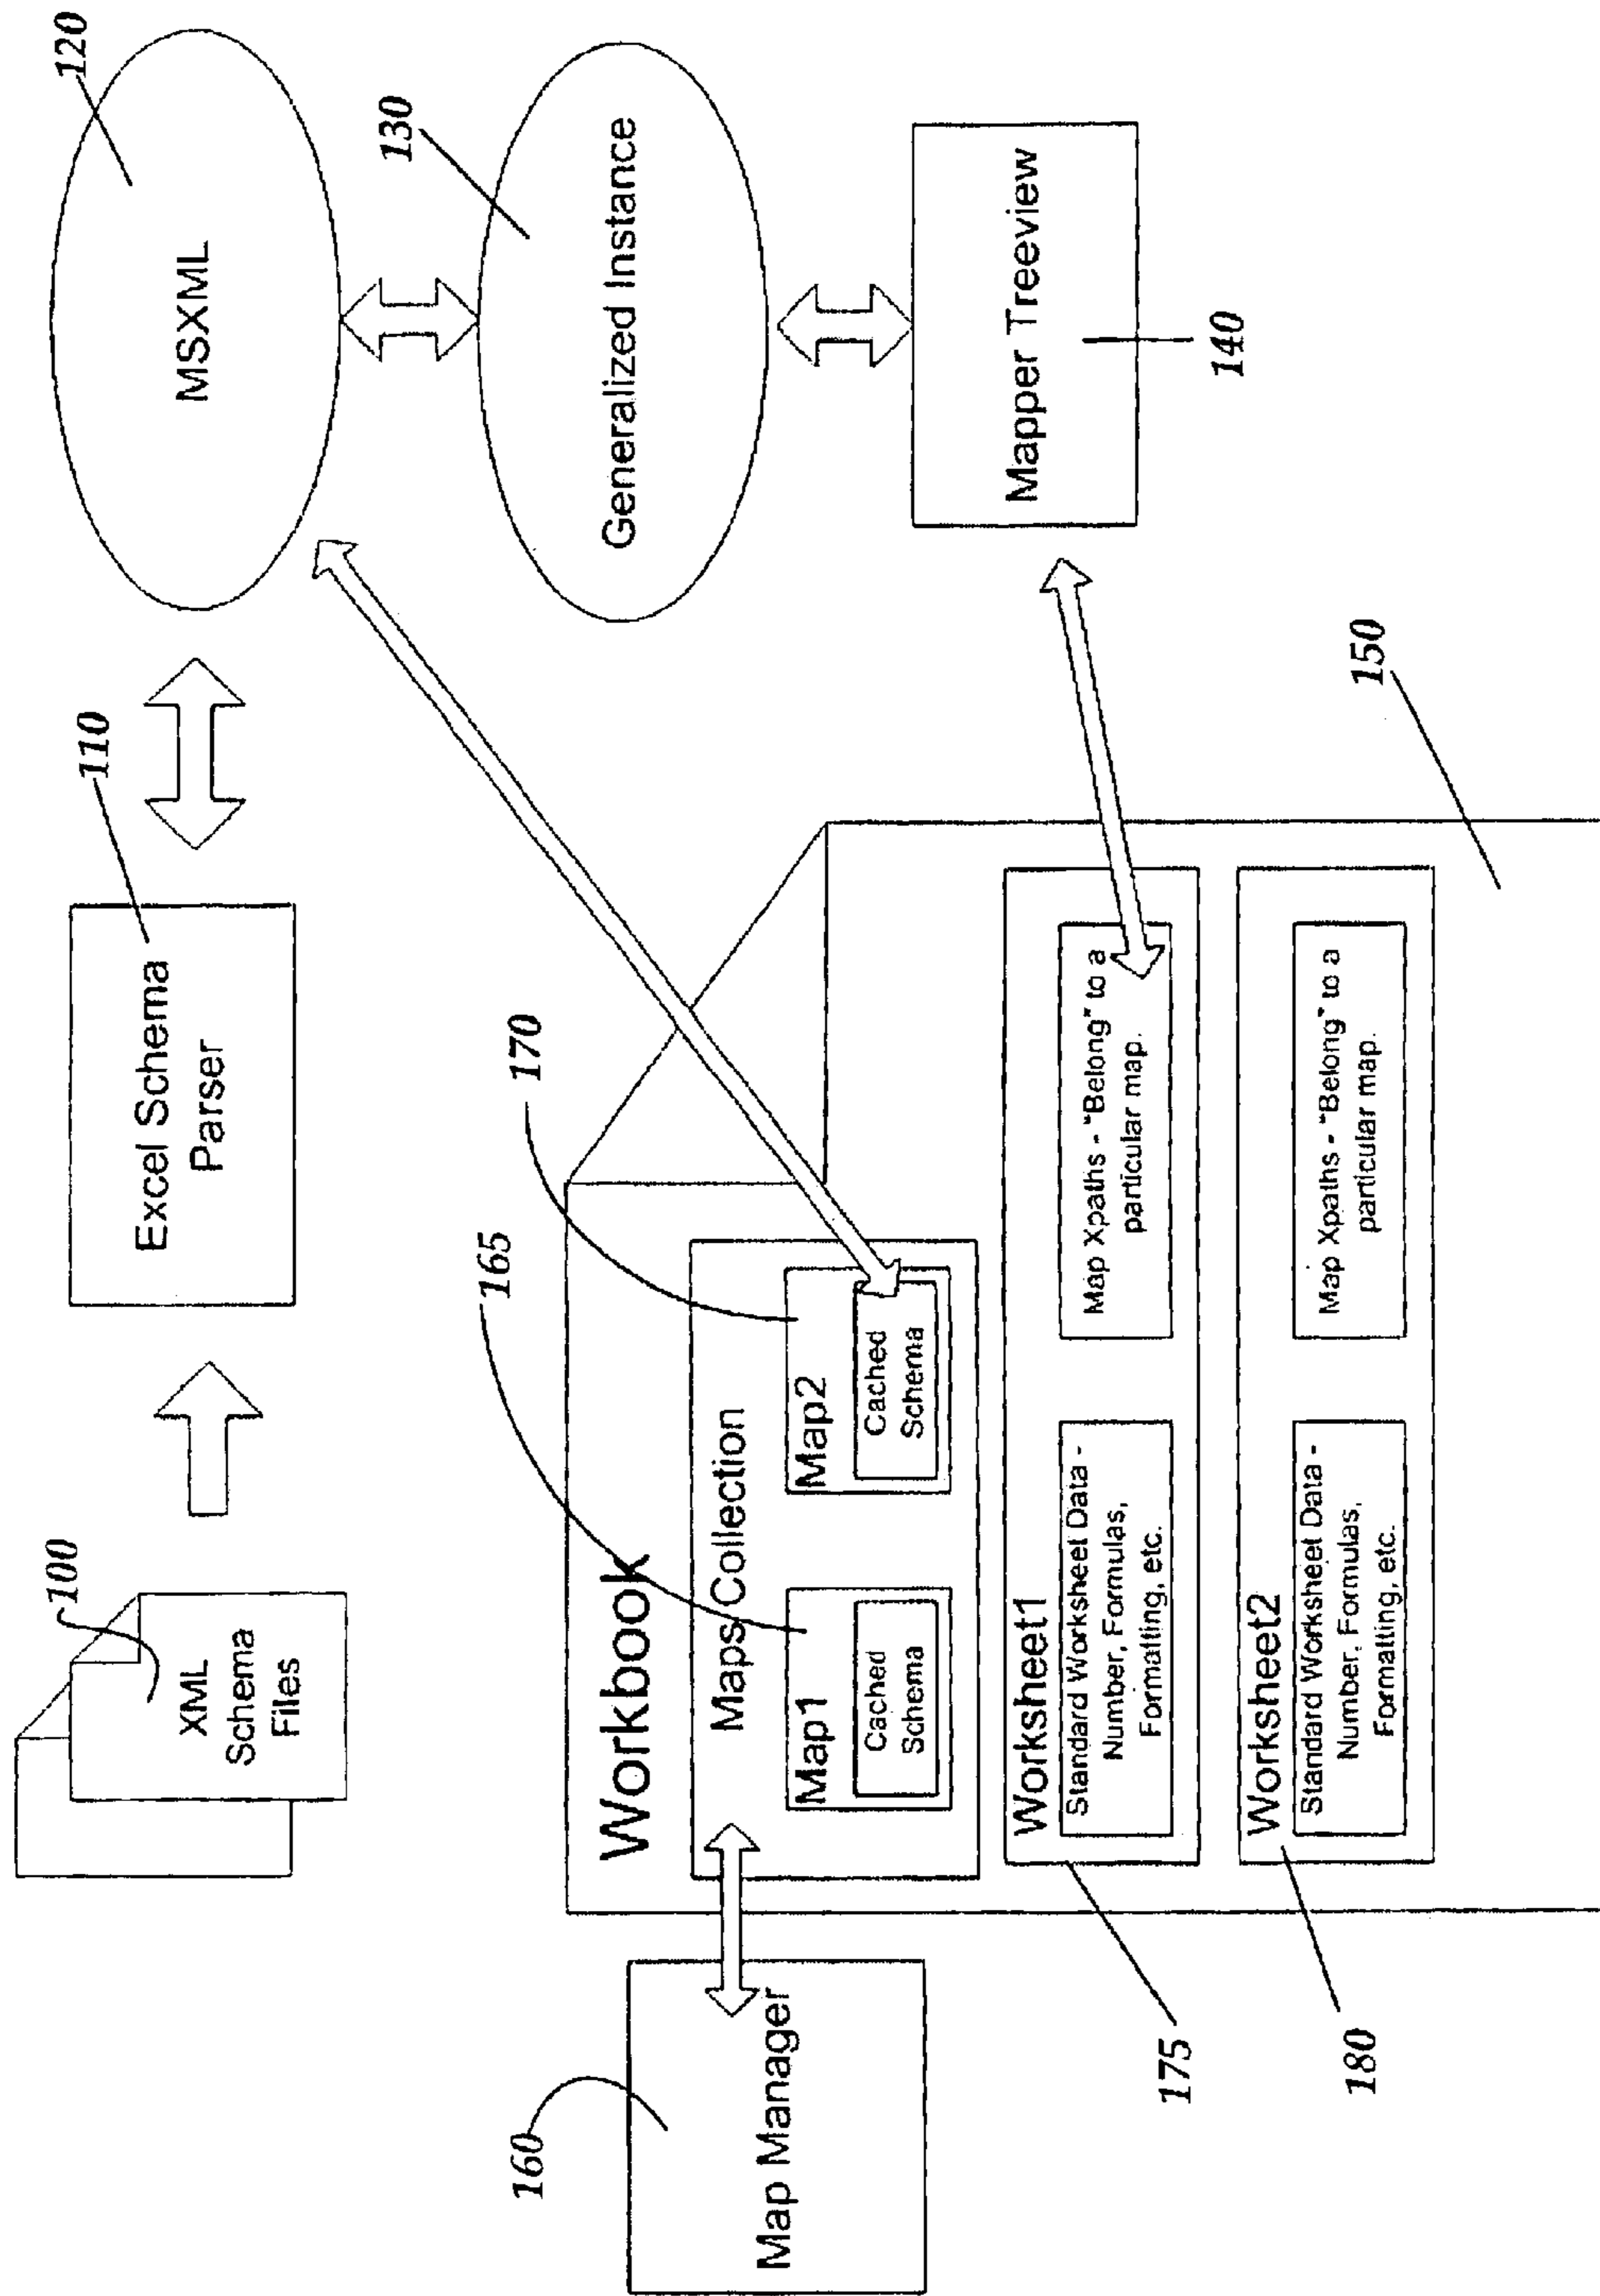 100
XML
Schema
Files
110
Excel Schema
Parser
120
MSXML
130
Generalized Instance
Mapper Treeview
140
160
Map Manager
Workbook
Maps Collection
165
170
Map1
Cached
Schema
Map2
Cached
Schema
Worksheet1
Standard Worksheet Data -
Number, Formulas,
Formatting, etc.
Map Xpaths - "Belong" to a
particular map.
175
Worksheet2
Standard Worksheet Data -
Number, Formulas,
Formatting, etc.
Map Xpaths - "Belong" to a
particular map.
180
150